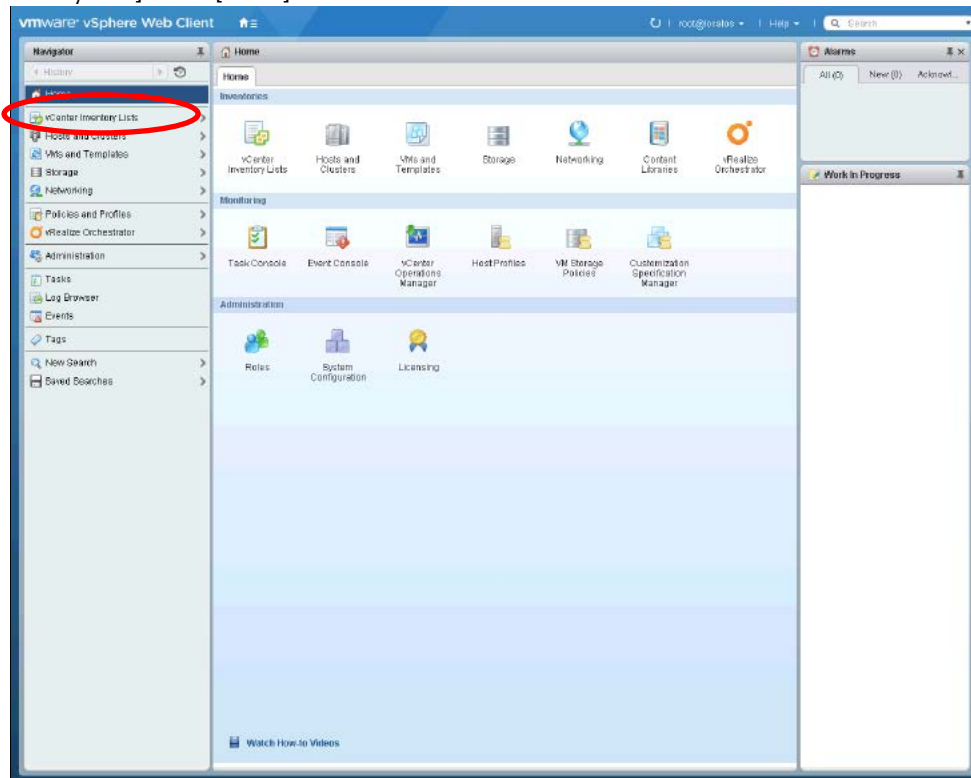 vmware® vSphere Web Client
root@localos
Help
Search
Navigator
History
Home
vCenter Inventory Lists
Hosts and Clusters
VMs and Templates
Storage
Networking
Policies and Profiles
vRealize Orchestrator
Administration
Tasks
Log Browser
Events
Tags
New Search
Saved Searches
Home
Home
Inventories
vCenter
Inventory Lists
Hosts and
Clusters
VMs and
Templates
Storage
Networking
Content
Libraries
vRealize
Orchestrator
Monitoring
Task Console
Event Console
vCenter
Operations
Manager
Host Profiles
VM Storage
Policies
Customization
Specification
Manager
Administration
Roles
System
Configuration
Licensing
Watch How-to Videos
Alarms
All (0)
New (0)
Acknowl...
Work In Progress